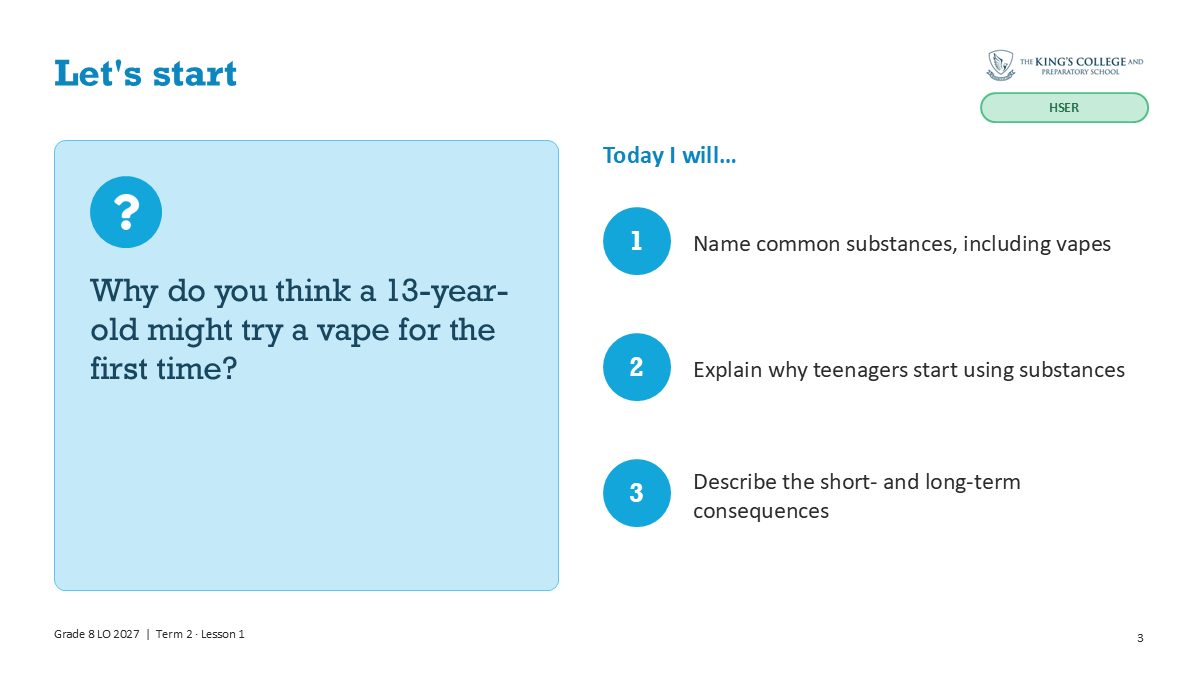 Let's start
THE KING'S COLLEGE AND
PREPARATORY SCHOOL
HSER
?
Why do you think a 13-year-
old might try a vape for the
first time?
Today I will...
1
Name common substances, including vapes
2
Explain why teenagers start using substances
3
Describe the short- and long-term
consequences
Grade 8 LO 2027 | Term 2 · Lesson 1
3